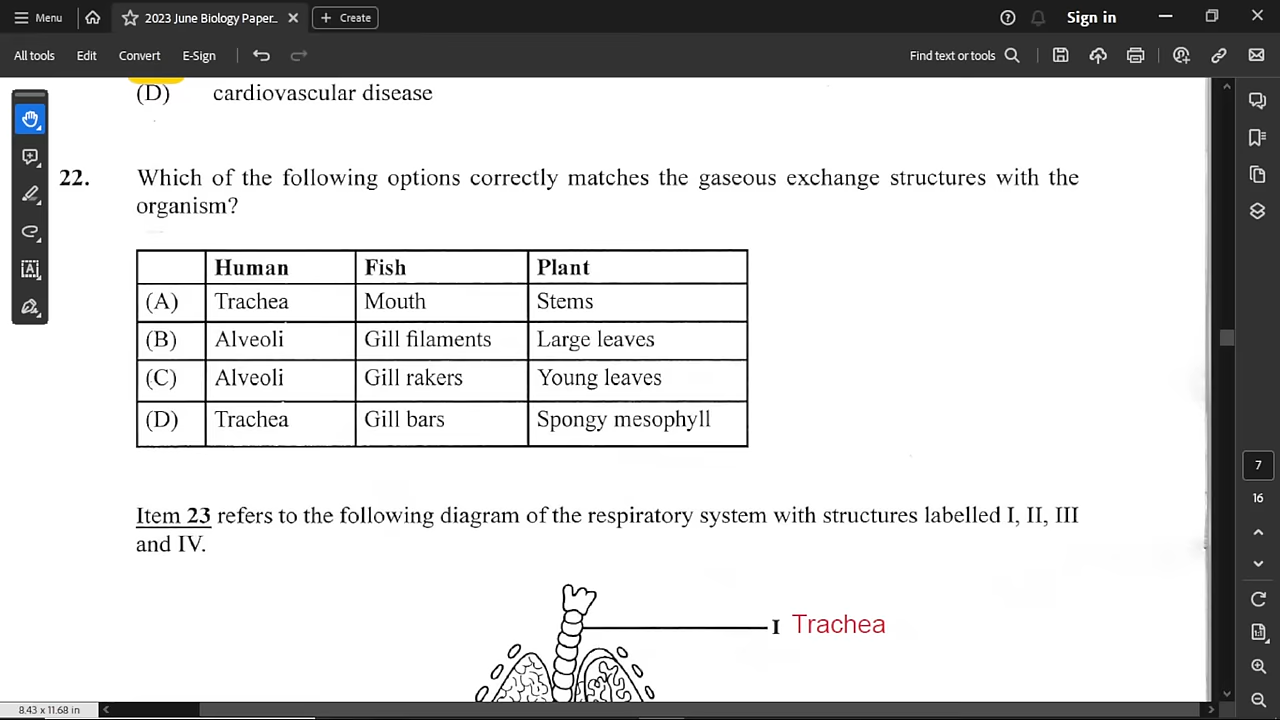 Menu
2023 June Biology Paper...
Create
Sign in
All tools Edit Convert E-Sign
Find text or tools
(D) cardiovascular disease
22. Which of the following options correctly matches the gaseous exchange structures with the
organism?
Human Fish Plant
(A) Trachea Mouth Stems
(B) Alveoli Gill filaments Large leaves
(C) Alveoli Gill rakers Young leaves
(D) Trachea Gill bars Spongy mesophyll
Item 23 refers to the following diagram of the respiratory system with structures labelled I, II, III
and IV.
I Trachea
7
16
8.43 x 11.68 in